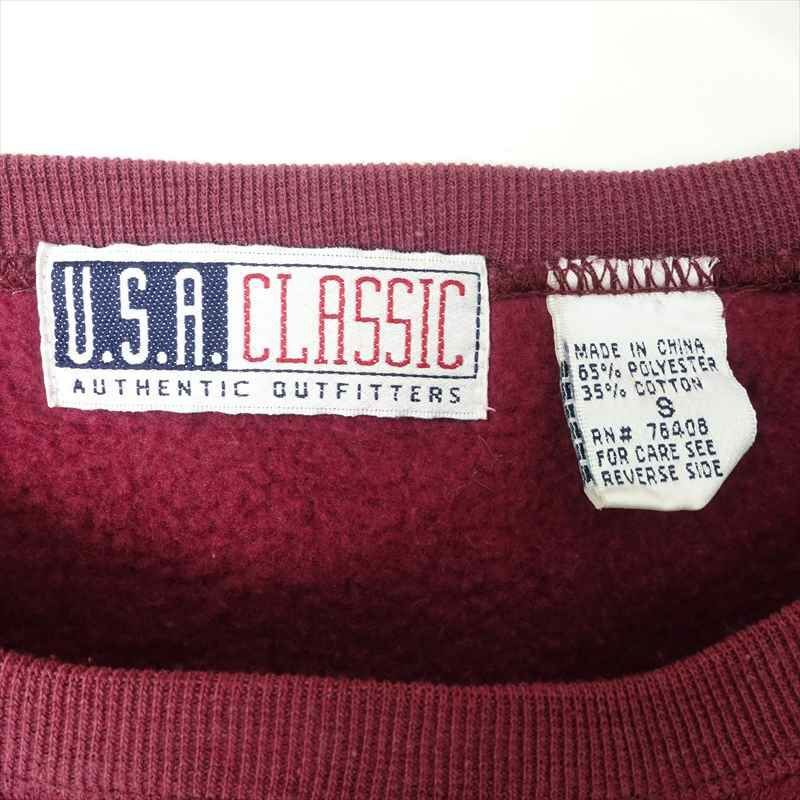 U.S.A. CLASSIC
AUTHENTIC OUTFITTERS
MADE IN CHINA
65% POLYESTER
35% COTTON
S
RN# 76408
FOR CARE SEE
REVERSE SIDE